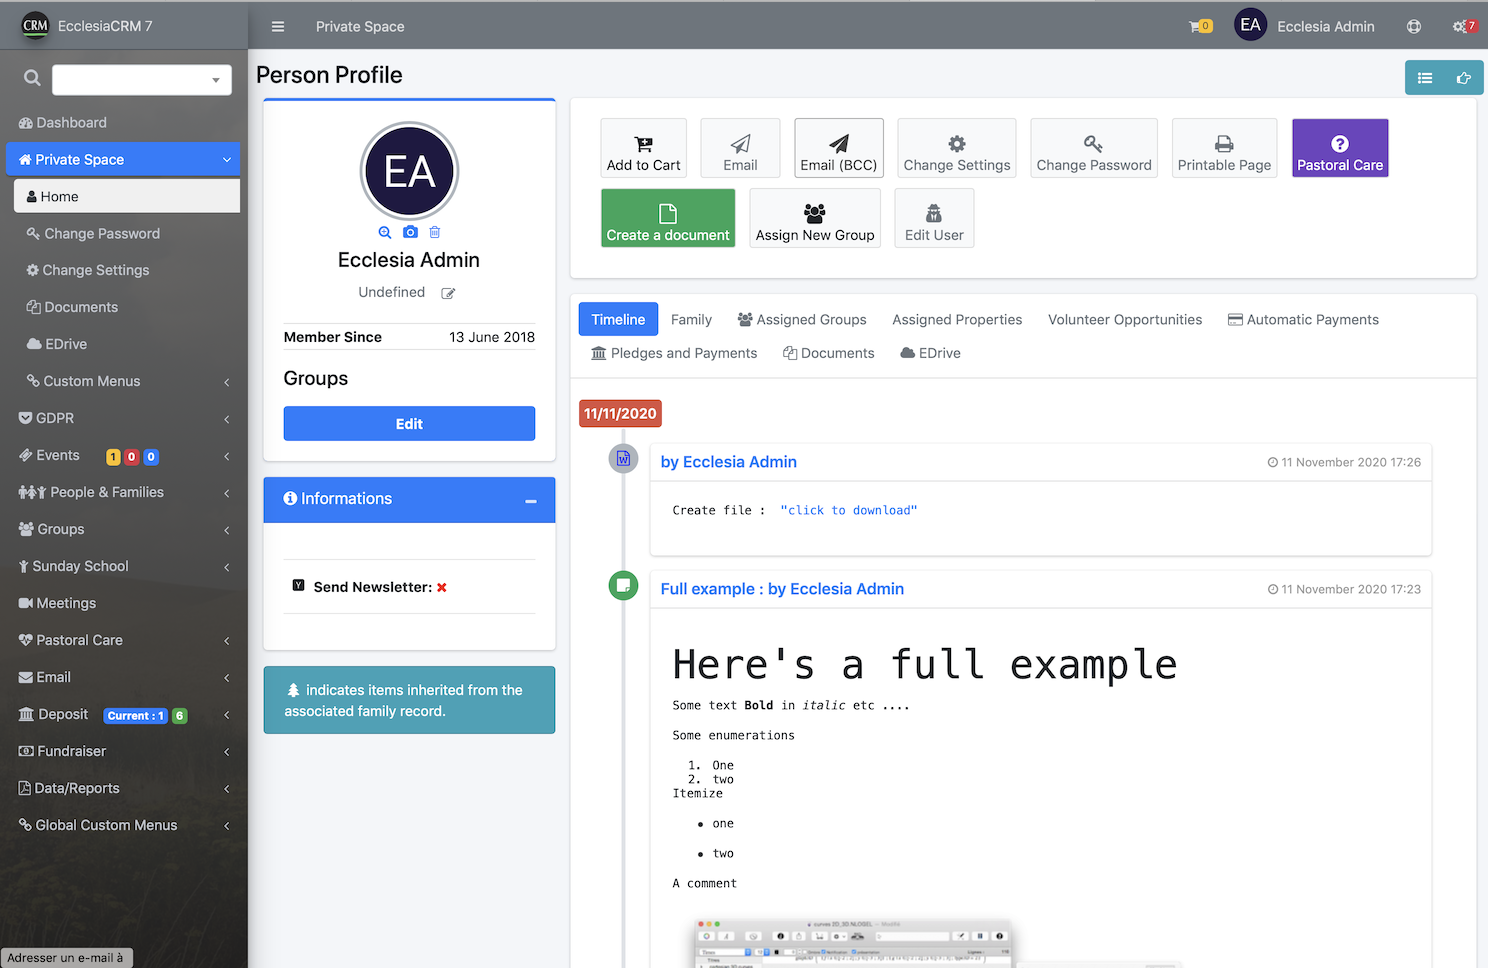 CRM EcclesiaCRM 7
Private Space
0
EA Ecclesia Admin
7
Person Profile
Dashboard
Private Space
Home
Change Password
Change Settings
Documents
EDrive
Custom Menus
GDPR
Events 1 0 0
People & Families
Groups
Sunday School
Meetings
Pastoral Care
Email
Deposit Current : 1 6
Fundraiser
Data/Reports
Global Custom Menus
Adresser un e-mail à
EA
Ecclesia Admin
Undefined
Member Since 13 June 2018
Groups
Edit
Informations
Y Send Newsletter:
indicates items inherited from the
associated family record.
Add to Cart
Email
Email (BCC)
Change Settings
Change Password
Printable Page
Pastoral Care
Create a document
Assign New Group
Edit User
Timeline Family Assigned Groups Assigned Properties Volunteer Opportunities Automatic Payments
Pledges and Payments Documents EDrive
11/11/2020
W
by Ecclesia Admin 11 November 2020 17:26
Create file : "click to download"
Full example : by Ecclesia Admin 11 November 2020 17:23
Here's a full example
Some text Bold in italic etc ....
Some enumerations
1. One
2. two
Itemize
• one
• two
A comment